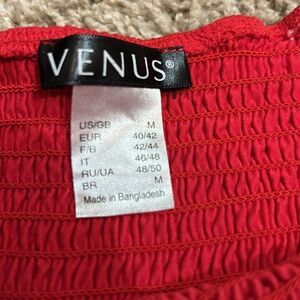 VENUS®
US/GB M
EUR 40/42
F/B 42/44
IT 46/48
RU/UA 48/50
BR M
Made in Bangladesh